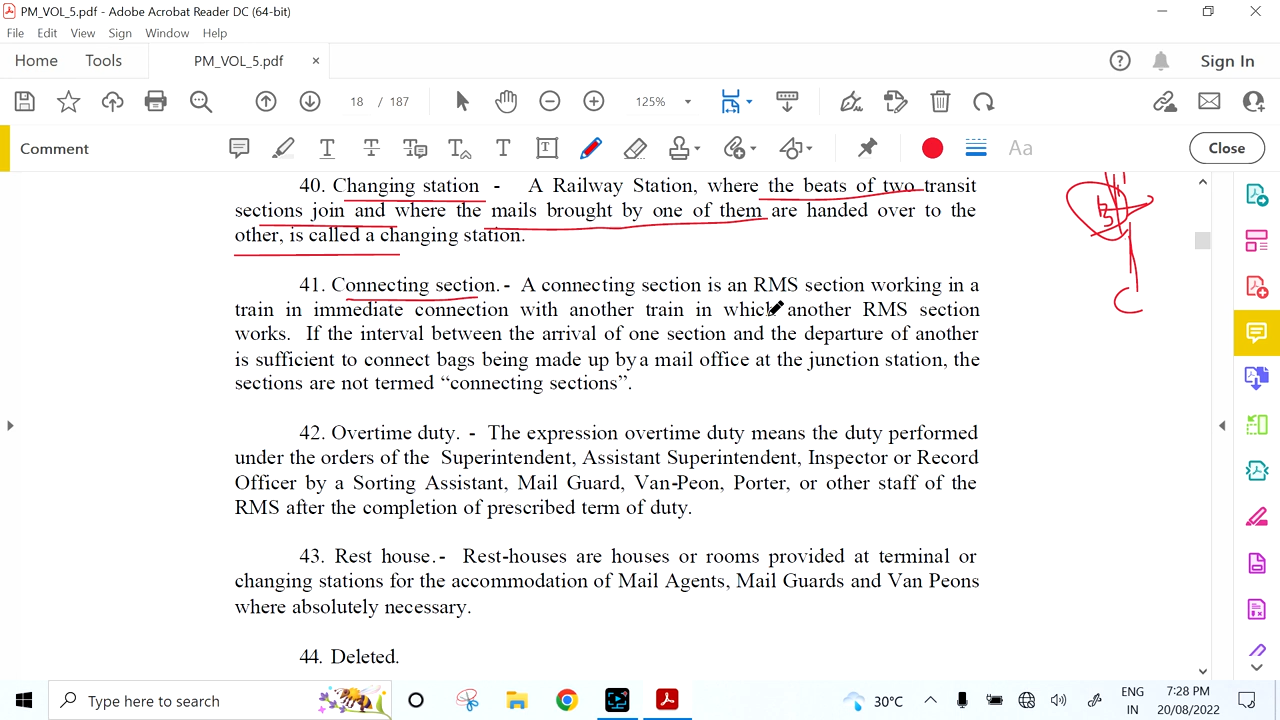 PM_VOL_5.pdf - Adobe Acrobat Reader DC (64-bit)
File Edit View Sign Window Help
Home Tools PM_VOL_5.pdf × Sign In
18 / 187 125%
Comment Aa Close
40. Changing station - A Railway Station, where the beats of two transit
sections join and where the mails brought by one of them are handed over to the
other, is called a changing station.
41. Connecting section.- A connecting section is an RMS section working in a
train in immediate connection with another train in which another RMS section
works. If the interval between the arrival of one section and the departure of another
is sufficient to connect bags being made up by a mail office at the junction station, the
sections are not termed “connecting sections”.
42. Overtime duty. - The expression overtime duty means the duty performed
under the orders of the Superintendent, Assistant Superintendent, Inspector or Record
Officer by a Sorting Assistant, Mail Guard, Van-Peon, Porter, or other staff of the
RMS after the completion of prescribed term of duty.
43. Rest house.- Rest-houses are houses or rooms provided at terminal or
changing stations for the accommodation of Mail Agents, Mail Guards and Van Peons
where absolutely necessary.
44. Deleted.
B
C
Type here to search
30°C ENG 7:28 PM
IN 20/08/2022